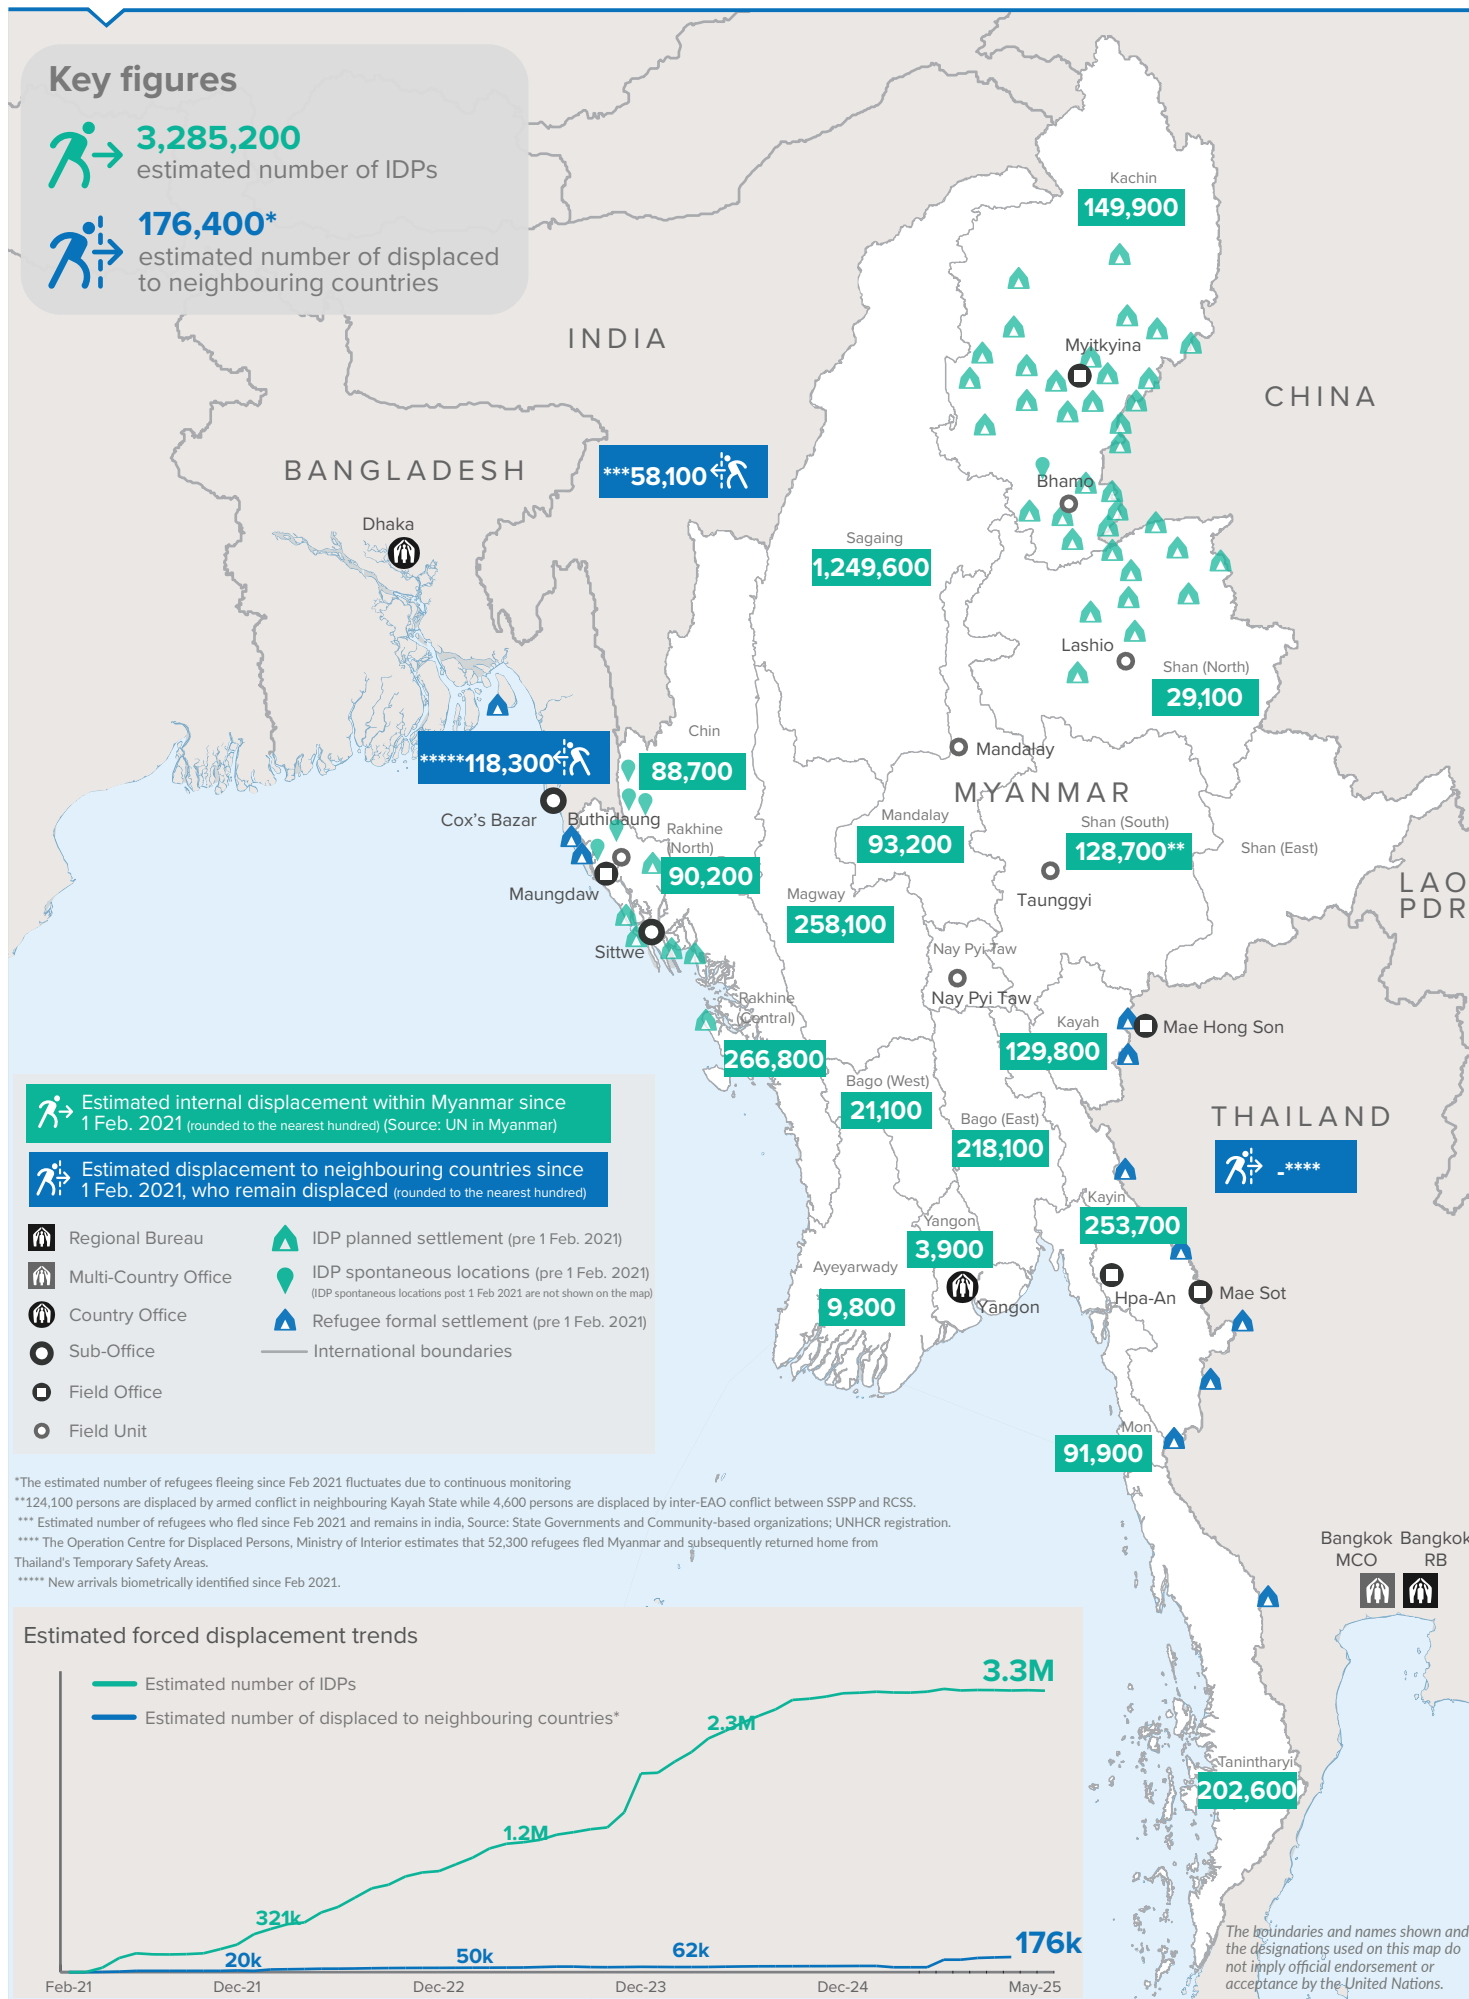 Key figures
3,285,200
estimated number of IDPs
176,400*
estimated number of displaced
to neighbouring countries
INDIA
CHINA
BANGLADESH
Dhaka
***58,100
Kachin
149,900
Myitkyina
Bhamo
Sagaing
1,249,600
Lashio
Shan (North)
29,100
Chin
88,700
*****118,300
Cox's Bazar
Buthidaung
Rakhine
(North)
90,200
Maungdaw
Sittwe
Mandalay
MYANMAR
Mandalay
93,200
Shan (South)
128,700**
Shan (East)
Taunggyi
LAO
PDR
Magway
258,100
Nay Pyi Taw
Nay Pyi Taw
Rakhine
(Central)
266,800
Kayah
129,800
Mae Hong Son
Bago (West)
21,100
Bago (East)
218,100
THAILAND
-****
Kayin
253,700
Yangon
3,900
Yangon
Ayeyarwady
9,800
Hpa-An
Mae Sot
Mon
91,900
Bangkok
MCO
Bangkok
RB
Tanintharyi
202,600
Estimated internal displacement within Myanmar since
1 Feb. 2021 (rounded to the nearest hundred) (Source: UN in Myanmar)
Estimated displacement to neighbouring countries since
1 Feb. 2021, who remain displaced (rounded to the nearest hundred)
Regional Bureau
Multi-Country Office
Country Office
Sub-Office
Field Office
Field Unit
IDP planned settlement (pre 1 Feb. 2021)
IDP spontaneous locations (pre 1 Feb. 2021)
(IDP spontaneous locations post 1 Feb 2021 are not shown on the map)
Refugee formal settlement (pre 1 Feb. 2021)
International boundaries
*The estimated number of refugees fleeing since Feb 2021 fluctuates due to continuous monitoring
**124,100 persons are displaced by armed conflict in neighbouring Kayah State while 4,600 persons are displaced by inter-EAO conflict between SSPP and RCSS.
*** Estimated number of refugees who fled since Feb 2021 and remains in india, Source: State Governments and Community-based organizations; UNHCR registration.
**** The Operation Centre for Displaced Persons, Ministry of Interior estimates that 52,300 refugees fled Myanmar and subsequently returned home from
Thailand's Temporary Safety Areas.
***** New arrivals biometrically identified since Feb 2021.
Estimated forced displacement trends
Estimated number of IDPs
Estimated number of displaced to neighbouring countries*
3.3M
2.3M
1.2M
321k
20k
50k
62k
176k
Feb-21
Dec-21
Dec-22
Dec-23
Dec-24
May-25
The boundaries and names shown and
the designations used on this map do
not imply official endorsement or
acceptance by the United Nations.